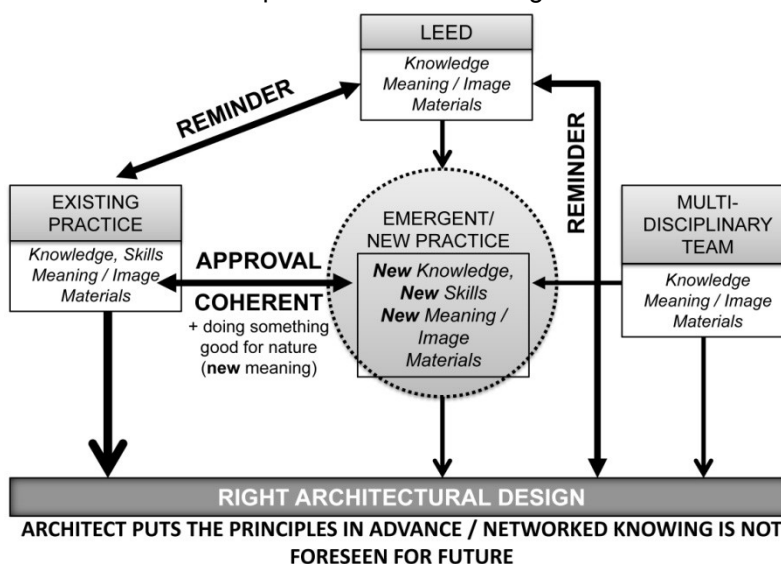 LEED
Knowledge
Meaning / Image
Materials
REMINDER
EXISTING
PRACTICE
Knowledge, Skills
Meaning / Image
Materials
APPROVAL
COHERENT
+ doing something
good for nature
(new meaning)
EMERGENT/
NEW PRACTICE
New Knowledge,
New Skills
New Meaning /
Image
Materials
REMINDER
MULTI-
DISCIPLINARY
TEAM
Knowledge
Meaning / Image
Materials
RIGHT ARCHITECTURAL DESIGN
ARCHITECT PUTS THE PRINCIPLES IN ADVANCE / NETWORKED KNOWING IS NOT
FORESEEN FOR FUTURE